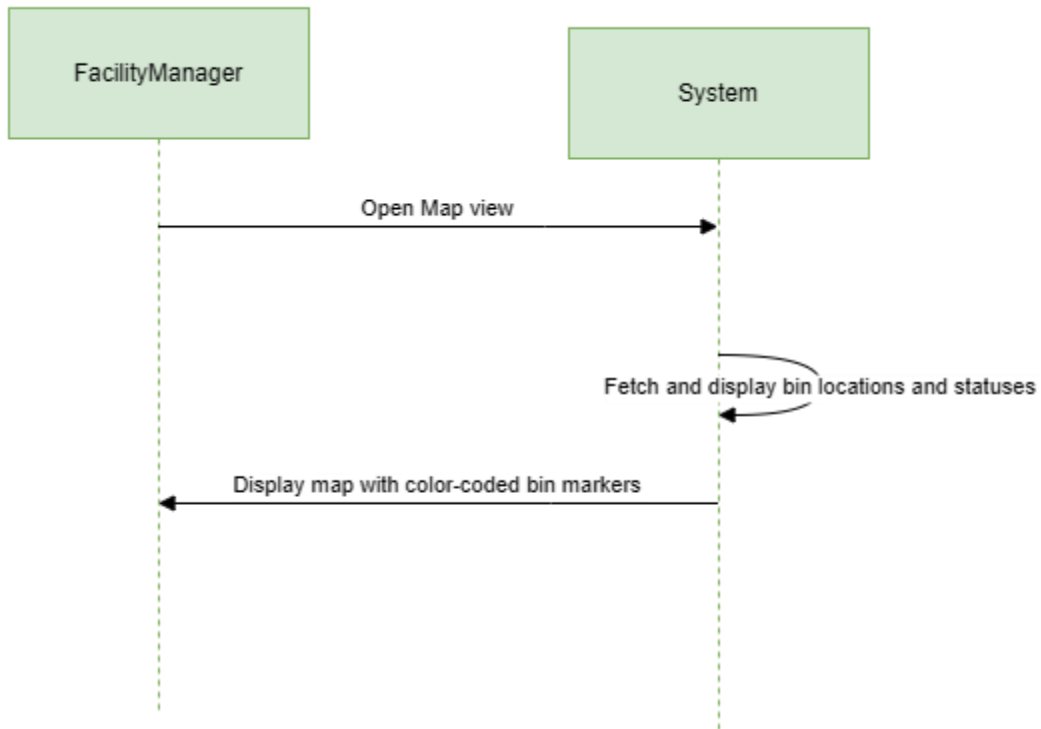 FacilityManager
System
Open Map view
Fetch and display bin locations and statuses
Display map with color-coded bin markers